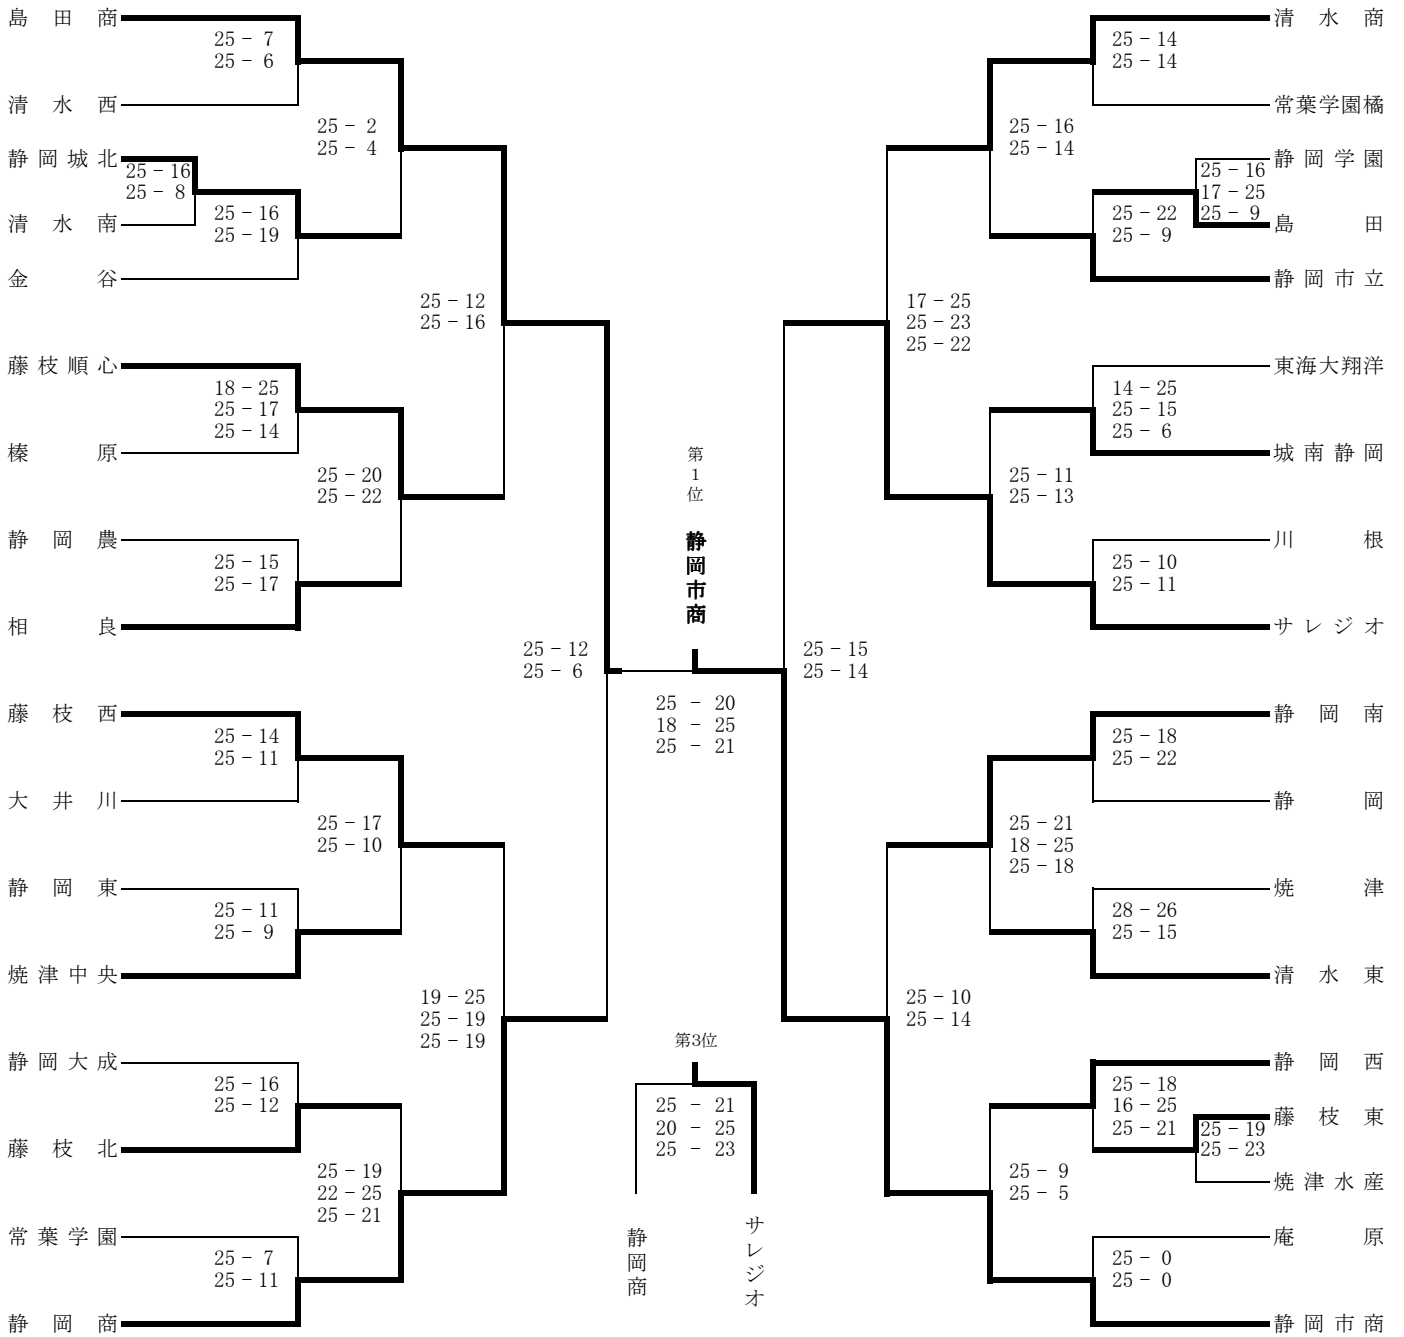 島田商
25 - 7
25 - 6
清水西
25 - 2
25 - 4
静岡城北
25 - 16
25 - 8
清水南
25 - 16
25 - 19
金谷
25 - 12
25 - 16
藤枝順心
18 - 25
25 - 17
25 - 14
榛原
25 - 20
25 - 22
静岡農
25 - 15
25 - 17
相良
25 - 12
25 - 6
藤枝西
25 - 14
25 - 11
大井川
25 - 17
25 - 10
静岡東
25 - 11
25 - 9
焼津中央
19 - 25
25 - 19
25 - 19
静岡大成
25 - 16
25 - 12
藤枝北
25 - 19
22 - 25
25 - 21
常葉学園
25 - 7
25 - 11
静岡商
第1位
静岡市商
25 - 20
18 - 25
25 - 21
第3位
25 - 21
20 - 25
25 - 23
静岡商
サレジオ
清水商
25 - 14
25 - 14
常葉学園橘
25 - 16
25 - 14
静岡学園
25 - 16
17 - 25
25 - 9
島田
25 - 22
25 - 9
静岡市立
17 - 25
25 - 23
25 - 22
東海大翔洋
14 - 25
25 - 15
25 - 6
城南静岡
25 - 11
25 - 13
川根
25 - 10
25 - 11
サレジオ
25 - 15
25 - 14
静岡南
25 - 18
25 - 22
静岡
25 - 21
18 - 25
25 - 18
焼津
28 - 26
25 - 15
清水東
25 - 10
25 - 14
静岡西
25 - 18
16 - 25
25 - 21
藤枝東
25 - 19
25 - 23
焼津水産
25 - 9
25 - 5
庵原
25 - 0
25 - 0
静岡市商